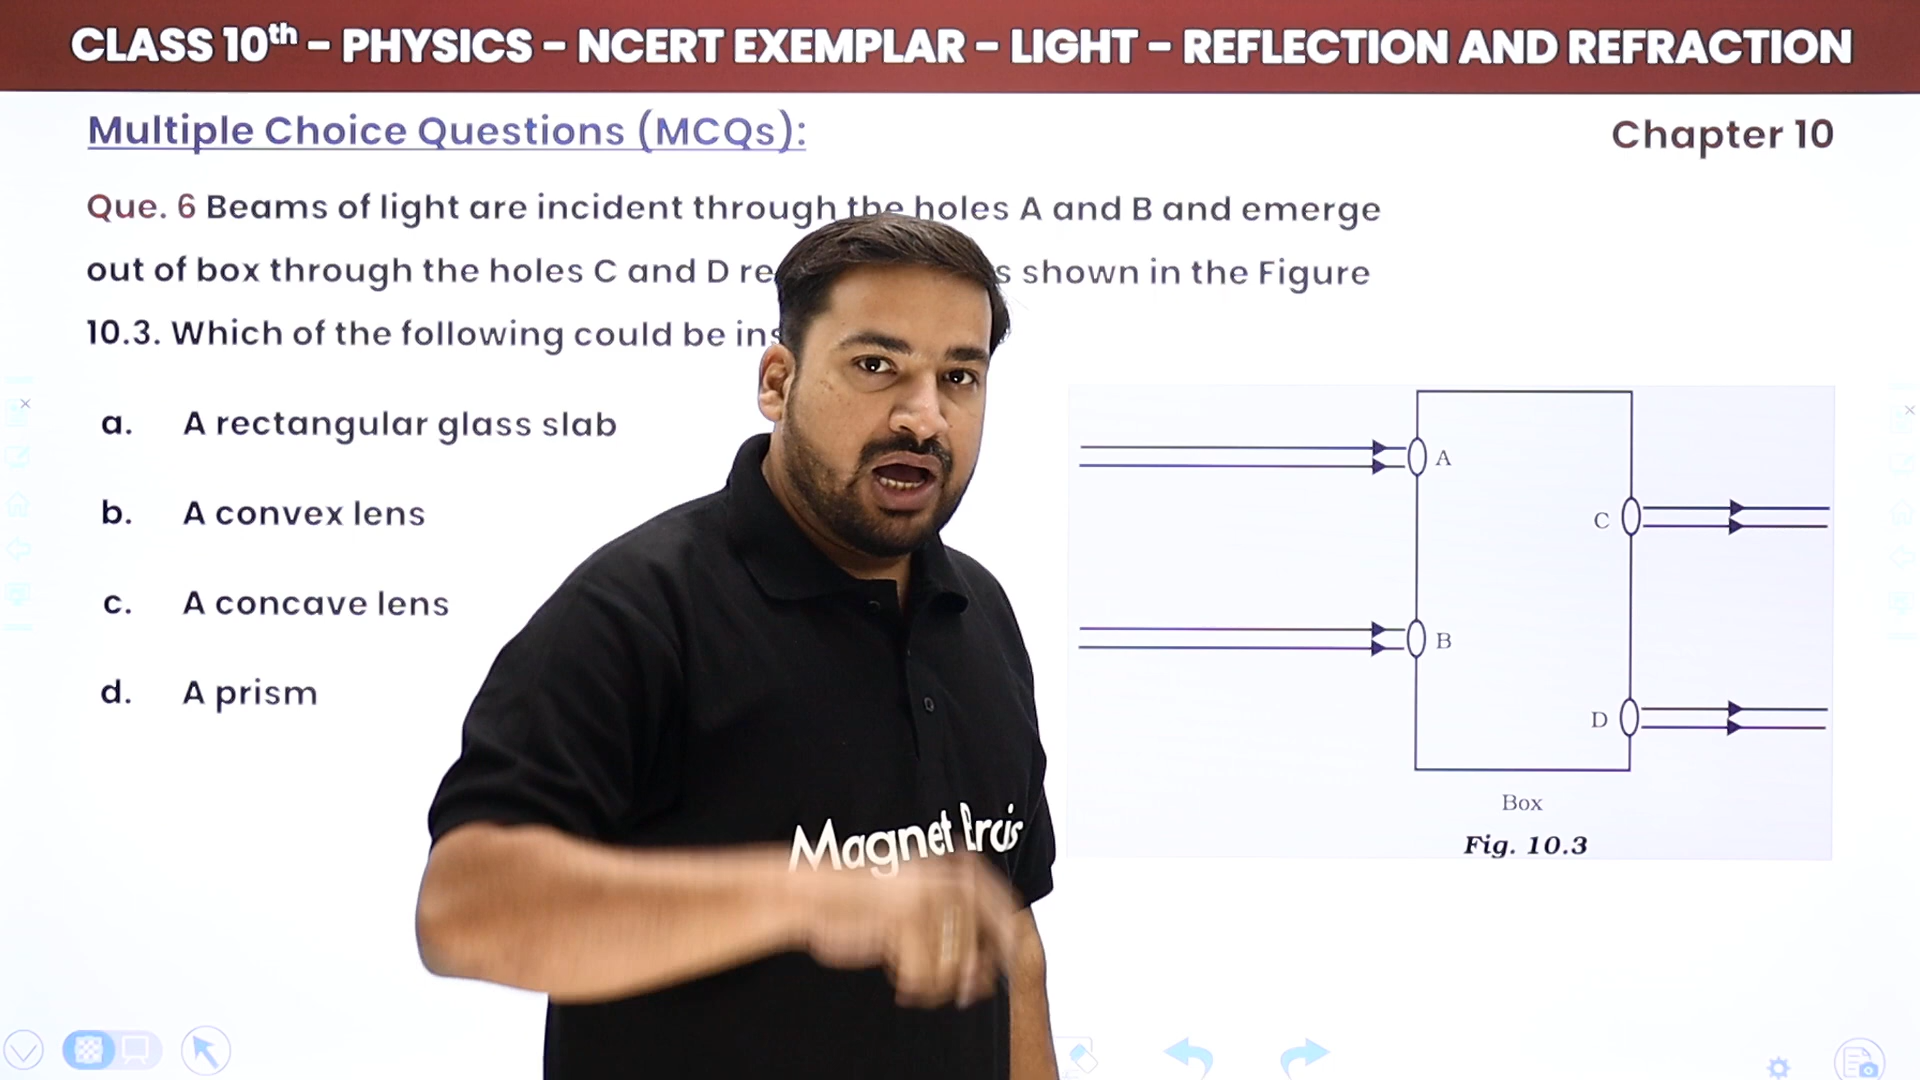 CLASS 10th – PHYSICS – NCERT EXEMPLAR – LIGHT – REFLECTION AND REFRACTION
Multiple Choice Questions (MCQs):
Chapter 10
Que. 6 Beams of light are incident through the holes A and B and emerge
out of box through the holes C and D shown in the Figure
10.3. Which of the following could be
a. A rectangular glass slab
b. A convex lens
c. A concave lens
d. A prism
A
C
B
D
Box
Fig. 10.3
Magnet